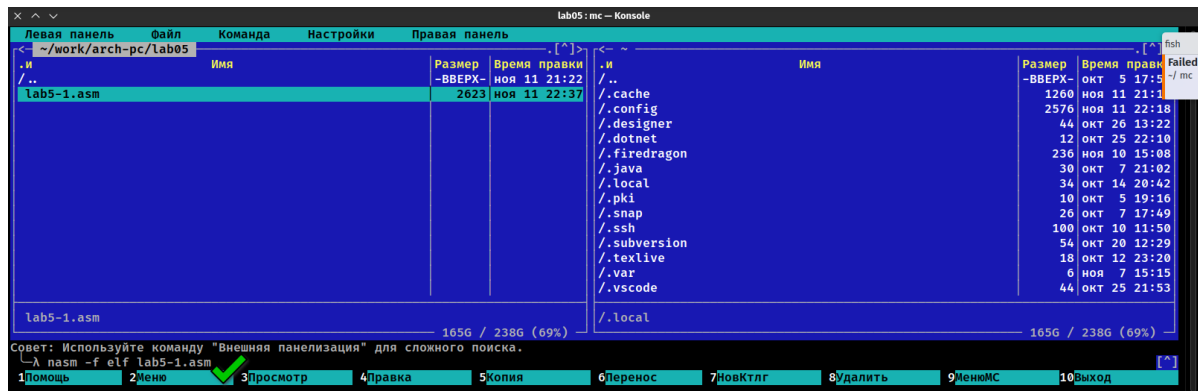 lab05 : mc — Konsole
Левая панель Файл Команда Настройки Правая панель
<— ~/work/arch-pc/lab05 .[^]>
.и Имя Размер Время правки
/.. -ВВЕРХ- ноя 11 21:22
lab5-1.asm 2623 ноя 11 22:37
lab5-1.asm
165G / 238G (69%)
<— ~ .[^]
.и Имя Размер Время правк
/.. -ВВЕРХ- окт 5 17:5
/.cache 1260 ноя 11 21:1
/.config 2576 ноя 11 22:18
/.designer 44 окт 26 13:22
/.dotnet 12 окт 25 22:10
/.firedragon 236 ноя 10 15:08
/.java 30 окт 7 21:02
/.local 34 окт 14 20:42
/.pki 10 окт 5 19:16
/.snap 26 окт 7 17:49
/.ssh 100 окт 10 11:50
/.subversion 54 окт 20 12:29
/.texlive 18 окт 12 23:20
/.var 6 ноя 7 15:15
/.vscode 44 окт 25 21:53
/.local
165G / 238G (69%)
fish
Failed
~/ mc
Совет: Используйте команду "Внешняя панелизация" для сложного поиска.
λ nasm -f elf lab5-1.asm [^]
1Помощь 2Меню 3Просмотр 4Правка 5Копия 6Перенос 7НовКтлг 8Удалить 9МенюМС 10Выход